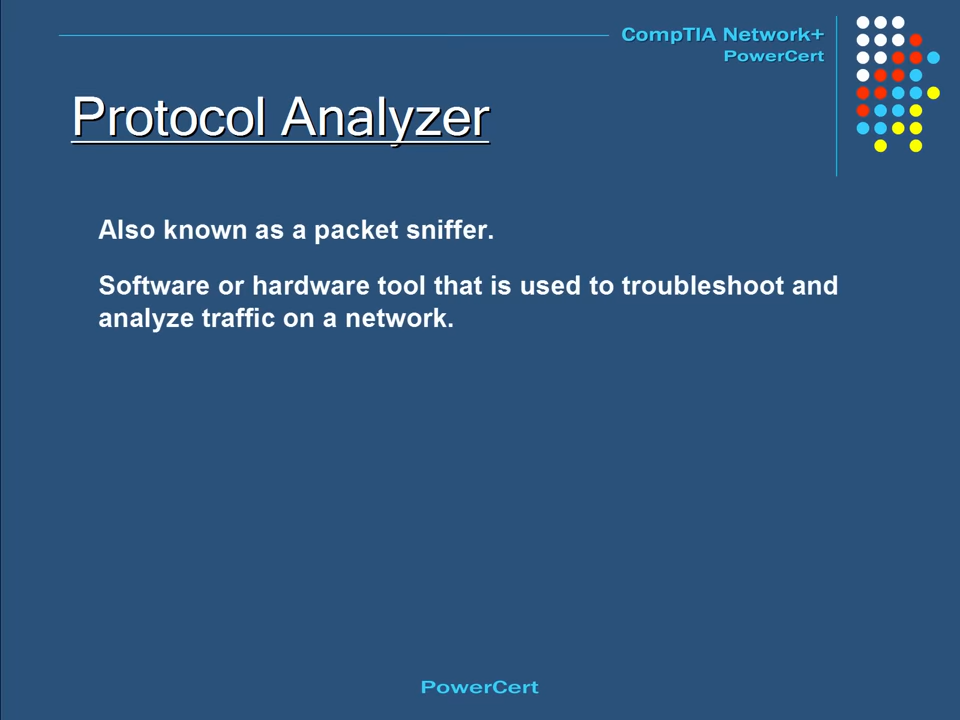 CompTIA Network+
PowerCert
Protocol Analyzer
Also known as a packet sniffer.
Software or hardware tool that is used to troubleshoot and
analyze traffic on a network.
PowerCert